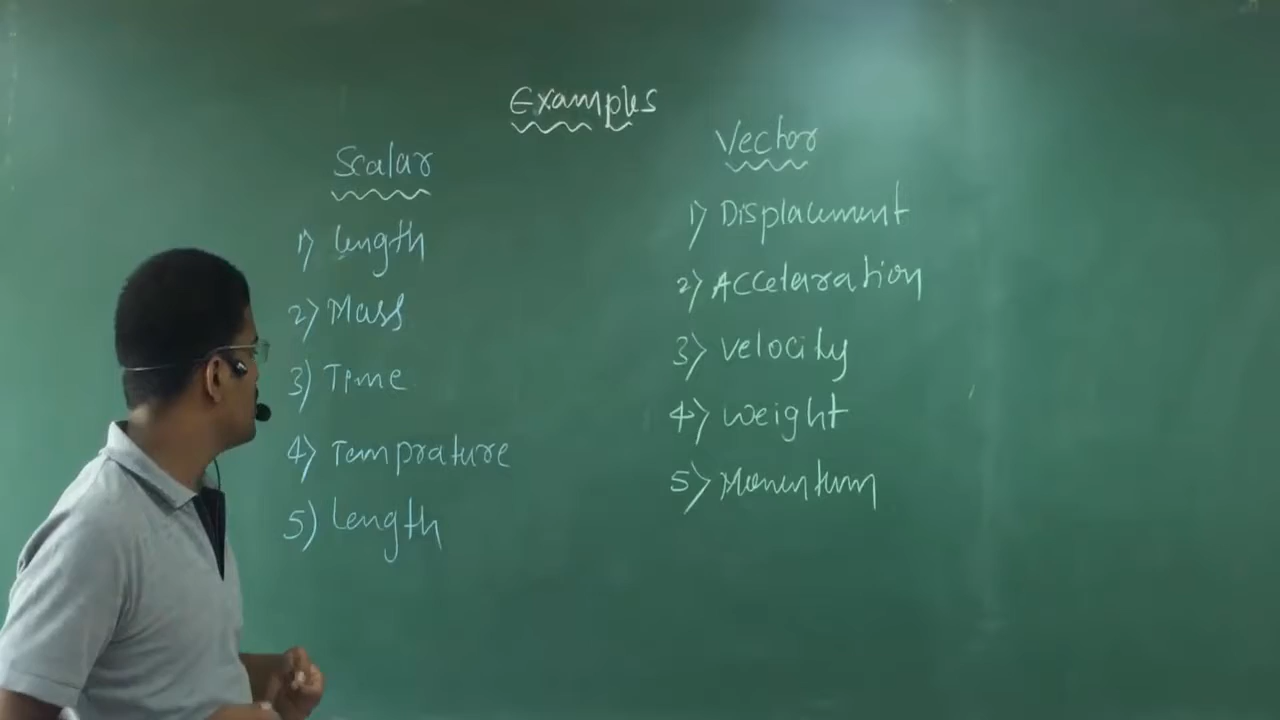 Examples
Scalar
1) Length
2) Mass
3) Time
4) Temprature
5) Length
Vector
1) Displacement
2) Accelaration
3) Velocity
4) Weight
5) Momentum